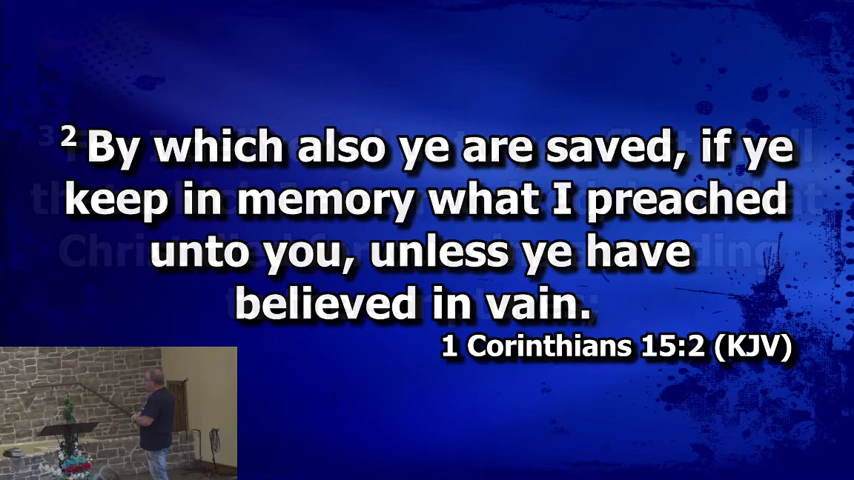 2 By which also ye are saved, if ye
keep in memory what I preached
unto you, unless ye have
believed in vain.
1 Corinthians 15:2 (KJV)